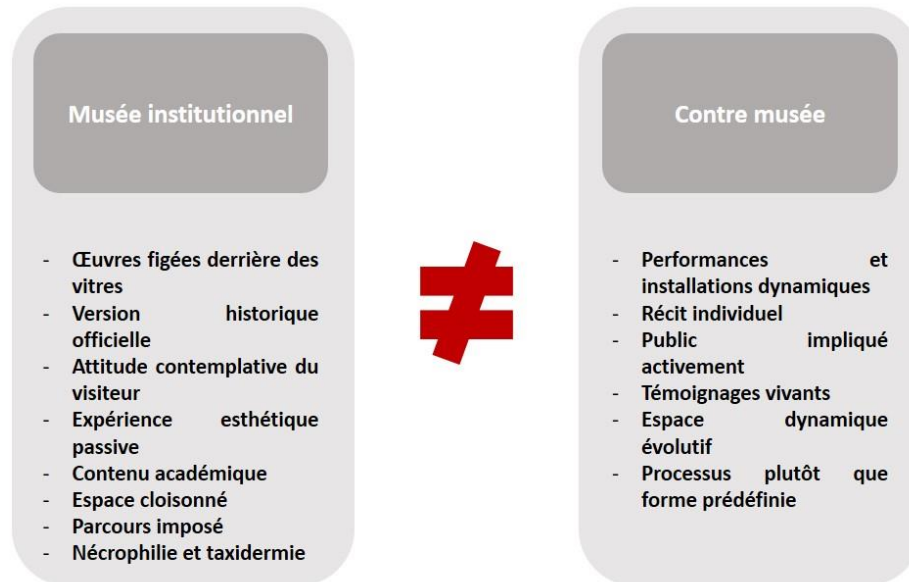 Musée institutionnel
- Œuvres figées derrière des
vitres
- Version historique
officielle
- Attitude contemplative du
visiteur
- Expérience esthétique
passive
- Contenu académique
- Espace cloisonné
- Parcours imposé
- Nécrophilie et taxidermie
≠
Contre musée
- Performances et
installations dynamiques
- Récit individuel
- Public impliqué
activement
- Témoignages vivants
- Espace dynamique
évolutif
- Processus plutôt que
forme prédéfinie